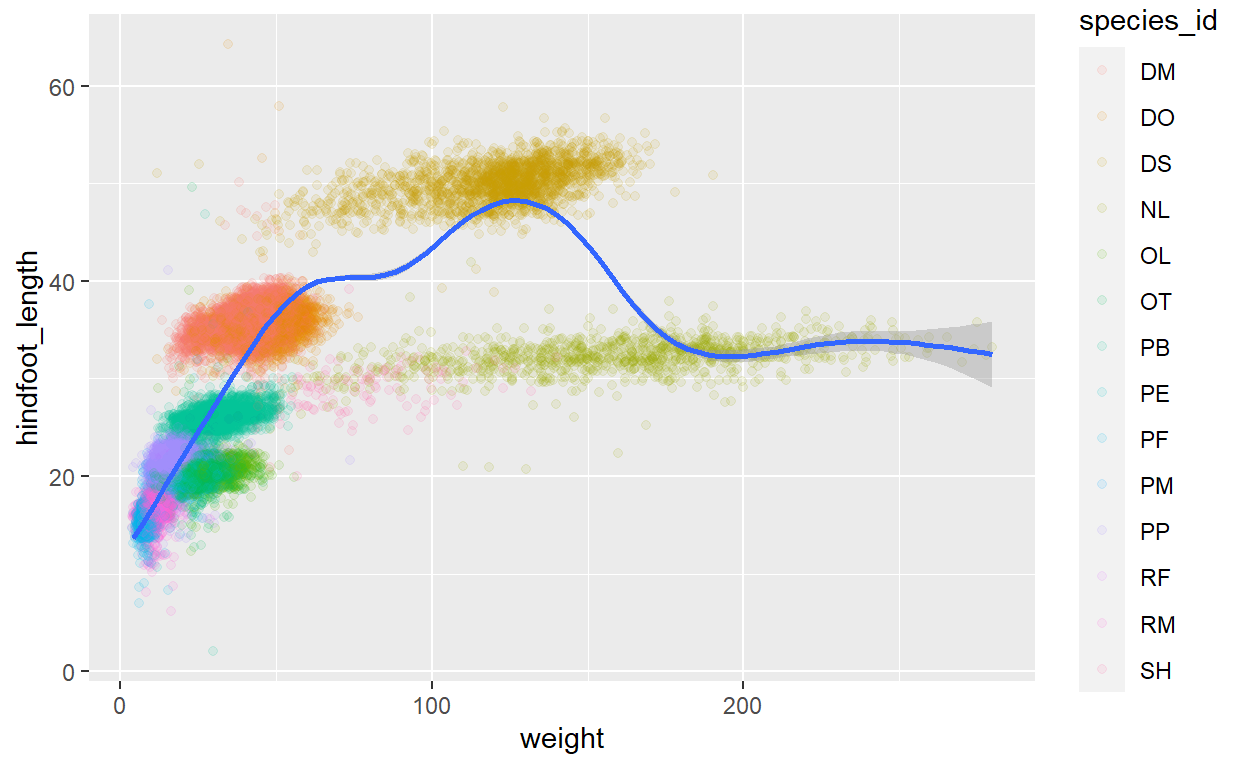 species_id
DM
DO
DS
NL
OL
OT
PB
PE
PF
PM
PP
RF
RM
SH
hindfoot_length
60
40
20
0
0 100 200
weight